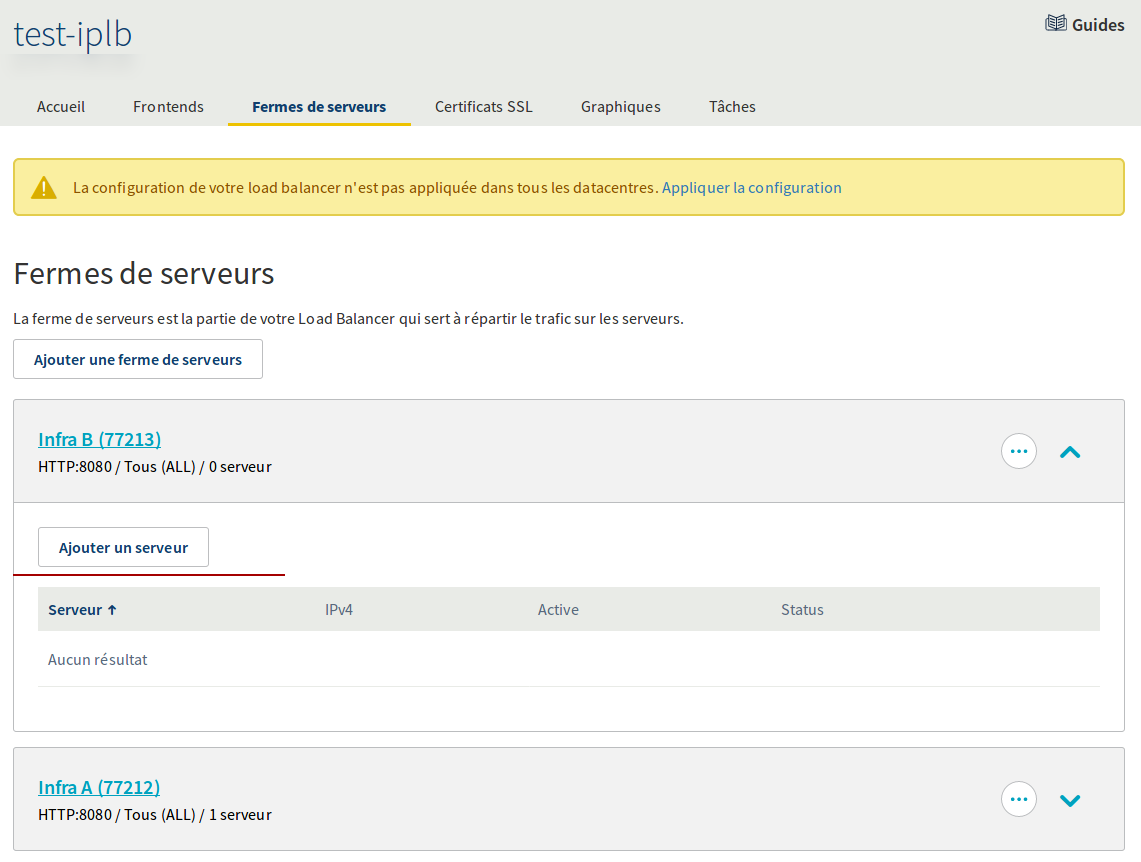 test-iplb
Guides
Accueil Frontends Fermes de serveurs Certificats SSL Graphiques Tâches
La configuration de votre load balancer n'est pas appliquée dans tous les datacentres. Appliquer la configuration
Fermes de serveurs
La ferme de serveurs est la partie de votre Load Balancer qui sert à répartir le trafic sur les serveurs.
Ajouter une ferme de serveurs
Infra B (77213)
HTTP:8080 / Tous (ALL) / 0 serveur
Ajouter un serveur
Serveur ↑ IPv4 Active Status
Aucun résultat
Infra A (77212)
HTTP:8080 / Tous (ALL) / 1 serveur